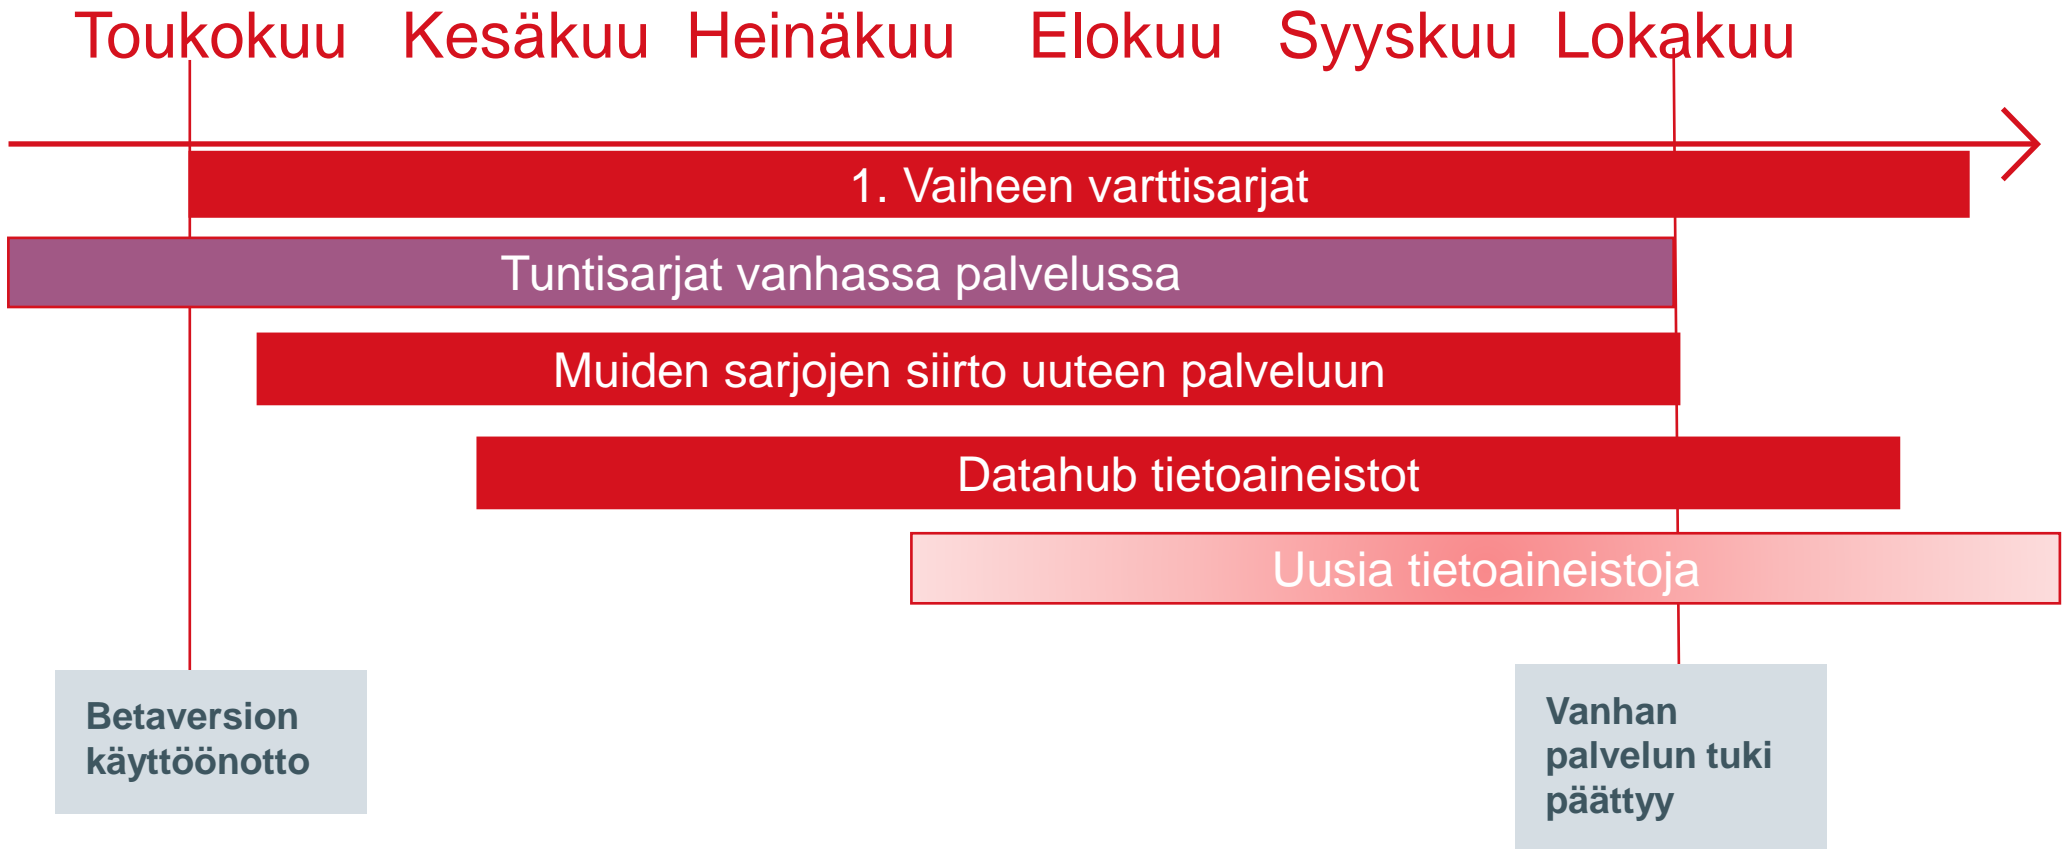 Toukokuu Kesäkuu Heinäkuu Elokuu Syyskuu Lokakuu
1. Vaiheen varttisarjat
Tuntisarjat vanhassa palvelussa
Muiden sarjojen siirto uuteen palveluun
Datahub tietoaineistot
Uusia tietoaineistoja
Betaversion
käyttöönotto
Vanhan
palvelun tuki
päättyy